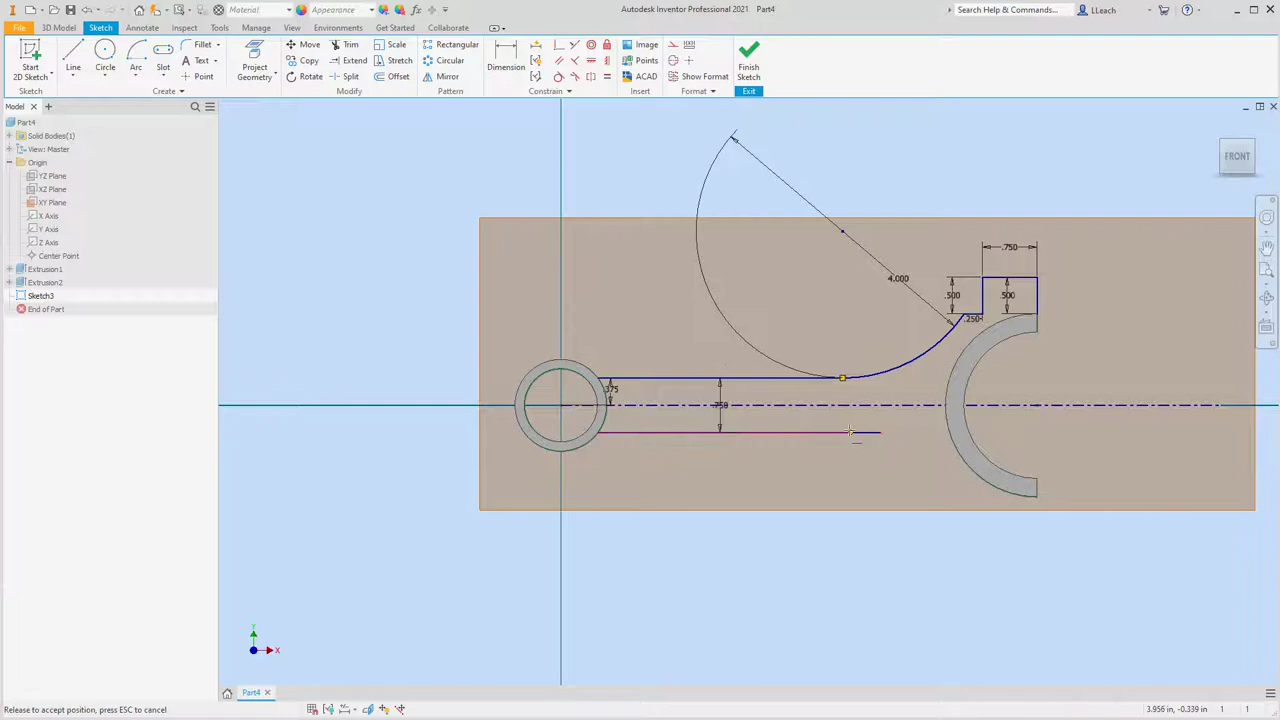 Material
Appearance
Autodesk Inventor Professional 2021 Part4
Search Help & Commands...
LLeach
File 3D Model Sketch Annotate Inspect Tools Manage View Environments Get Started Collaborate
Start
2D Sketch
Line
Circle
Arc
Slot
Fillet
Text
Point
Project
Geometry
Move
Copy
Rotate
Trim
Extend
Split
Scale
Stretch
Offset
Rectangular
Circular
Mirror
Dimension
Image
Points
ACAD
Show Format
Finish
Sketch
Sketch
Create
Modify
Pattern
Constrain
Insert
Format
Exit
Model
Part4
Solid Bodies(1)
View: Master
Origin
YZ Plane
XZ Plane
XY Plane
X Axis
Y Axis
Z Axis
Center Point
Extrusion1
Extrusion2
Sketch3
End of Part
FRONT
.750
4.000
.500
.500
.250
.375
.750
Y
X
Part4
Release to accept position, press ESC to cancel
3.956 in, -0.339 in 1 1